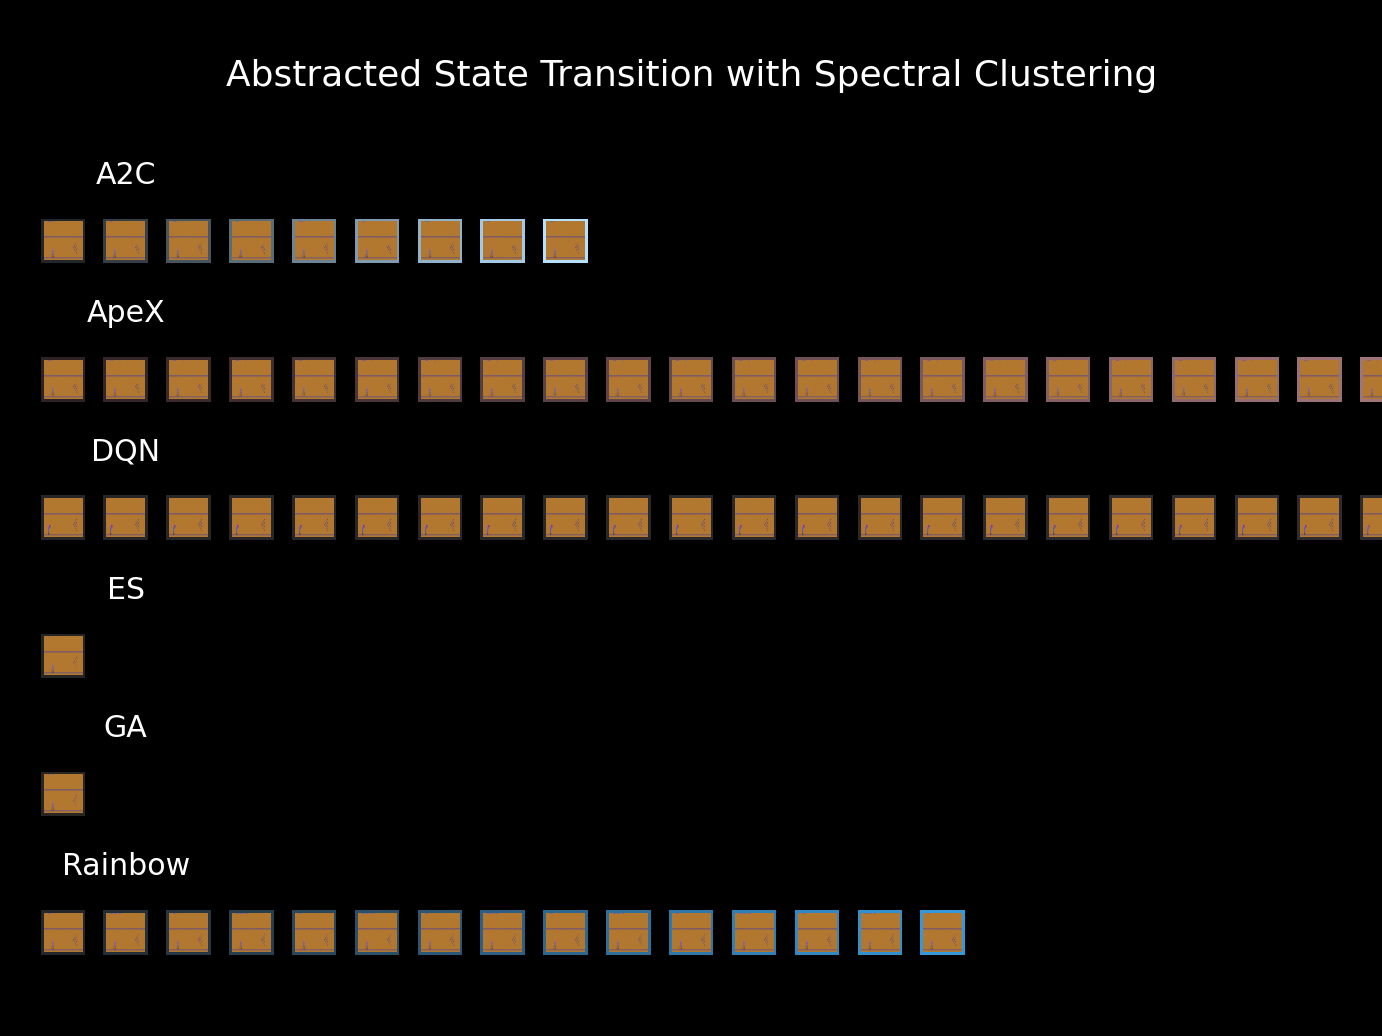 Abstracted State Transition with Spectral Clustering
A2C
ApeX
DQN
ES
GA
Rainbow